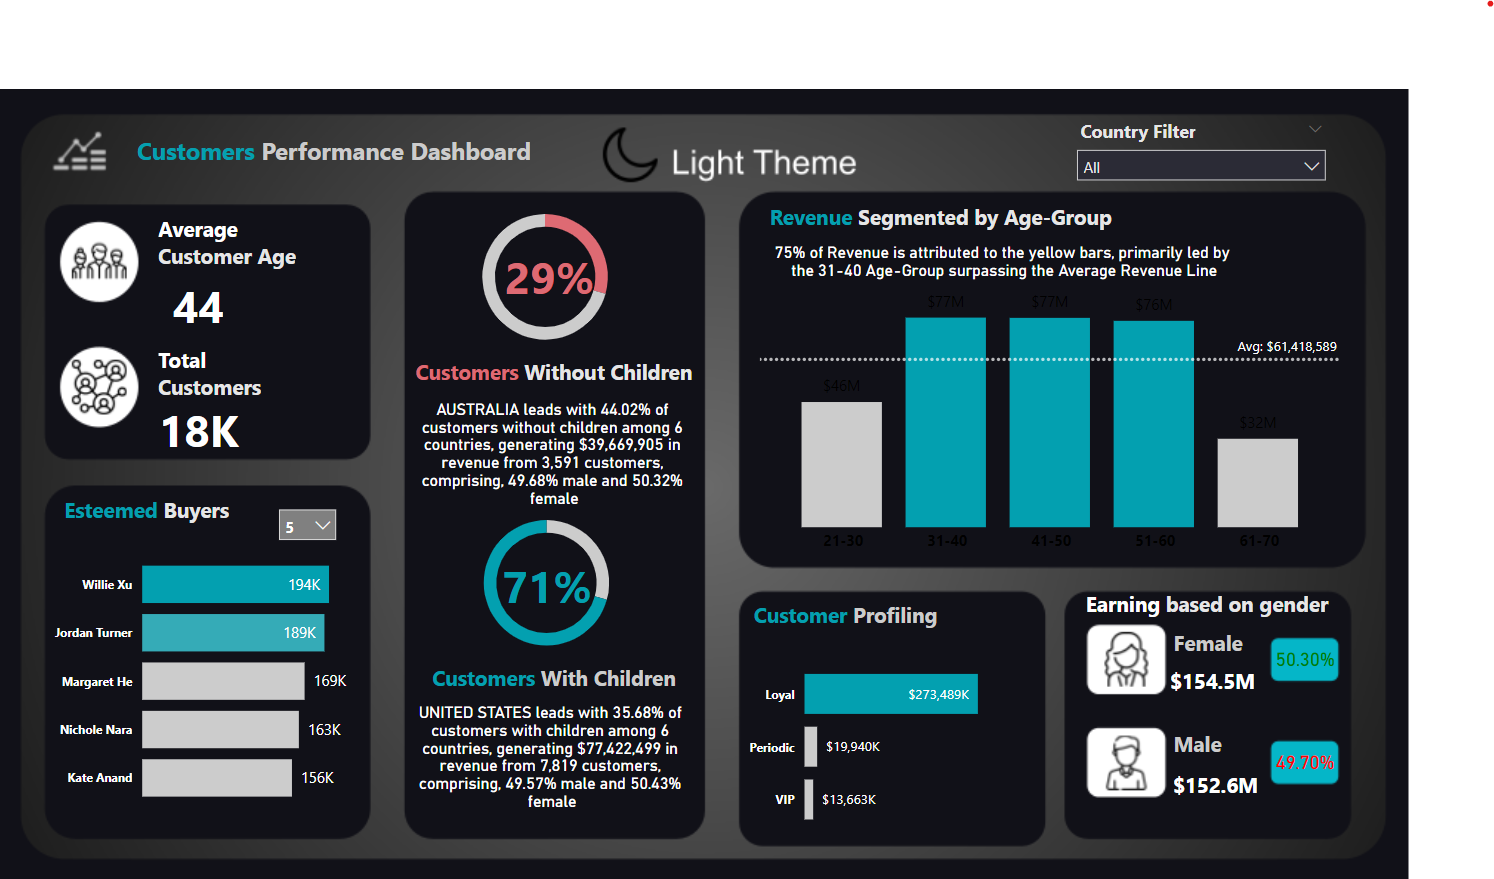 Customers Performance Dashboard
Light Theme
Country Filter
All
Average
Customer Age
44
Total
Customers
18K
Esteemed Buyers
5
Willie Xu 194K
Jordan Turner 189K
Margaret He 169K
Nichole Nara 163K
Kate Anand 156K
29%
Customers Without Children
AUSTRALIA leads with 44.02% of
customers without children among 6
countries, generating $39,669,905 in
revenue from 3,591 customers,
comprising, 49.68% male and 50.32%
female
71%
Customers With Children
UNITED STATES leads with 35.68% of
customers with children among 6
countries, generating $77,422,499 in
revenue from 7,819 customers,
comprising, 49.57% male and 50.43%
female
Revenue Segmented by Age-Group
75% of Revenue is attributed to the yellow bars, primarily led by
the 31-40 Age-Group surpassing the Average Revenue Line
$77M $77M $76M
Avg: $61,418,589
$46M
$32M
21-30 31-40 41-50 51-60 61-70
Customer Profiling
Loyal $273,489K
Periodic $19,940K
VIP $13,663K
Earning based on gender
Female
50.30%
$154.5M
Male
49.70%
$152.6M